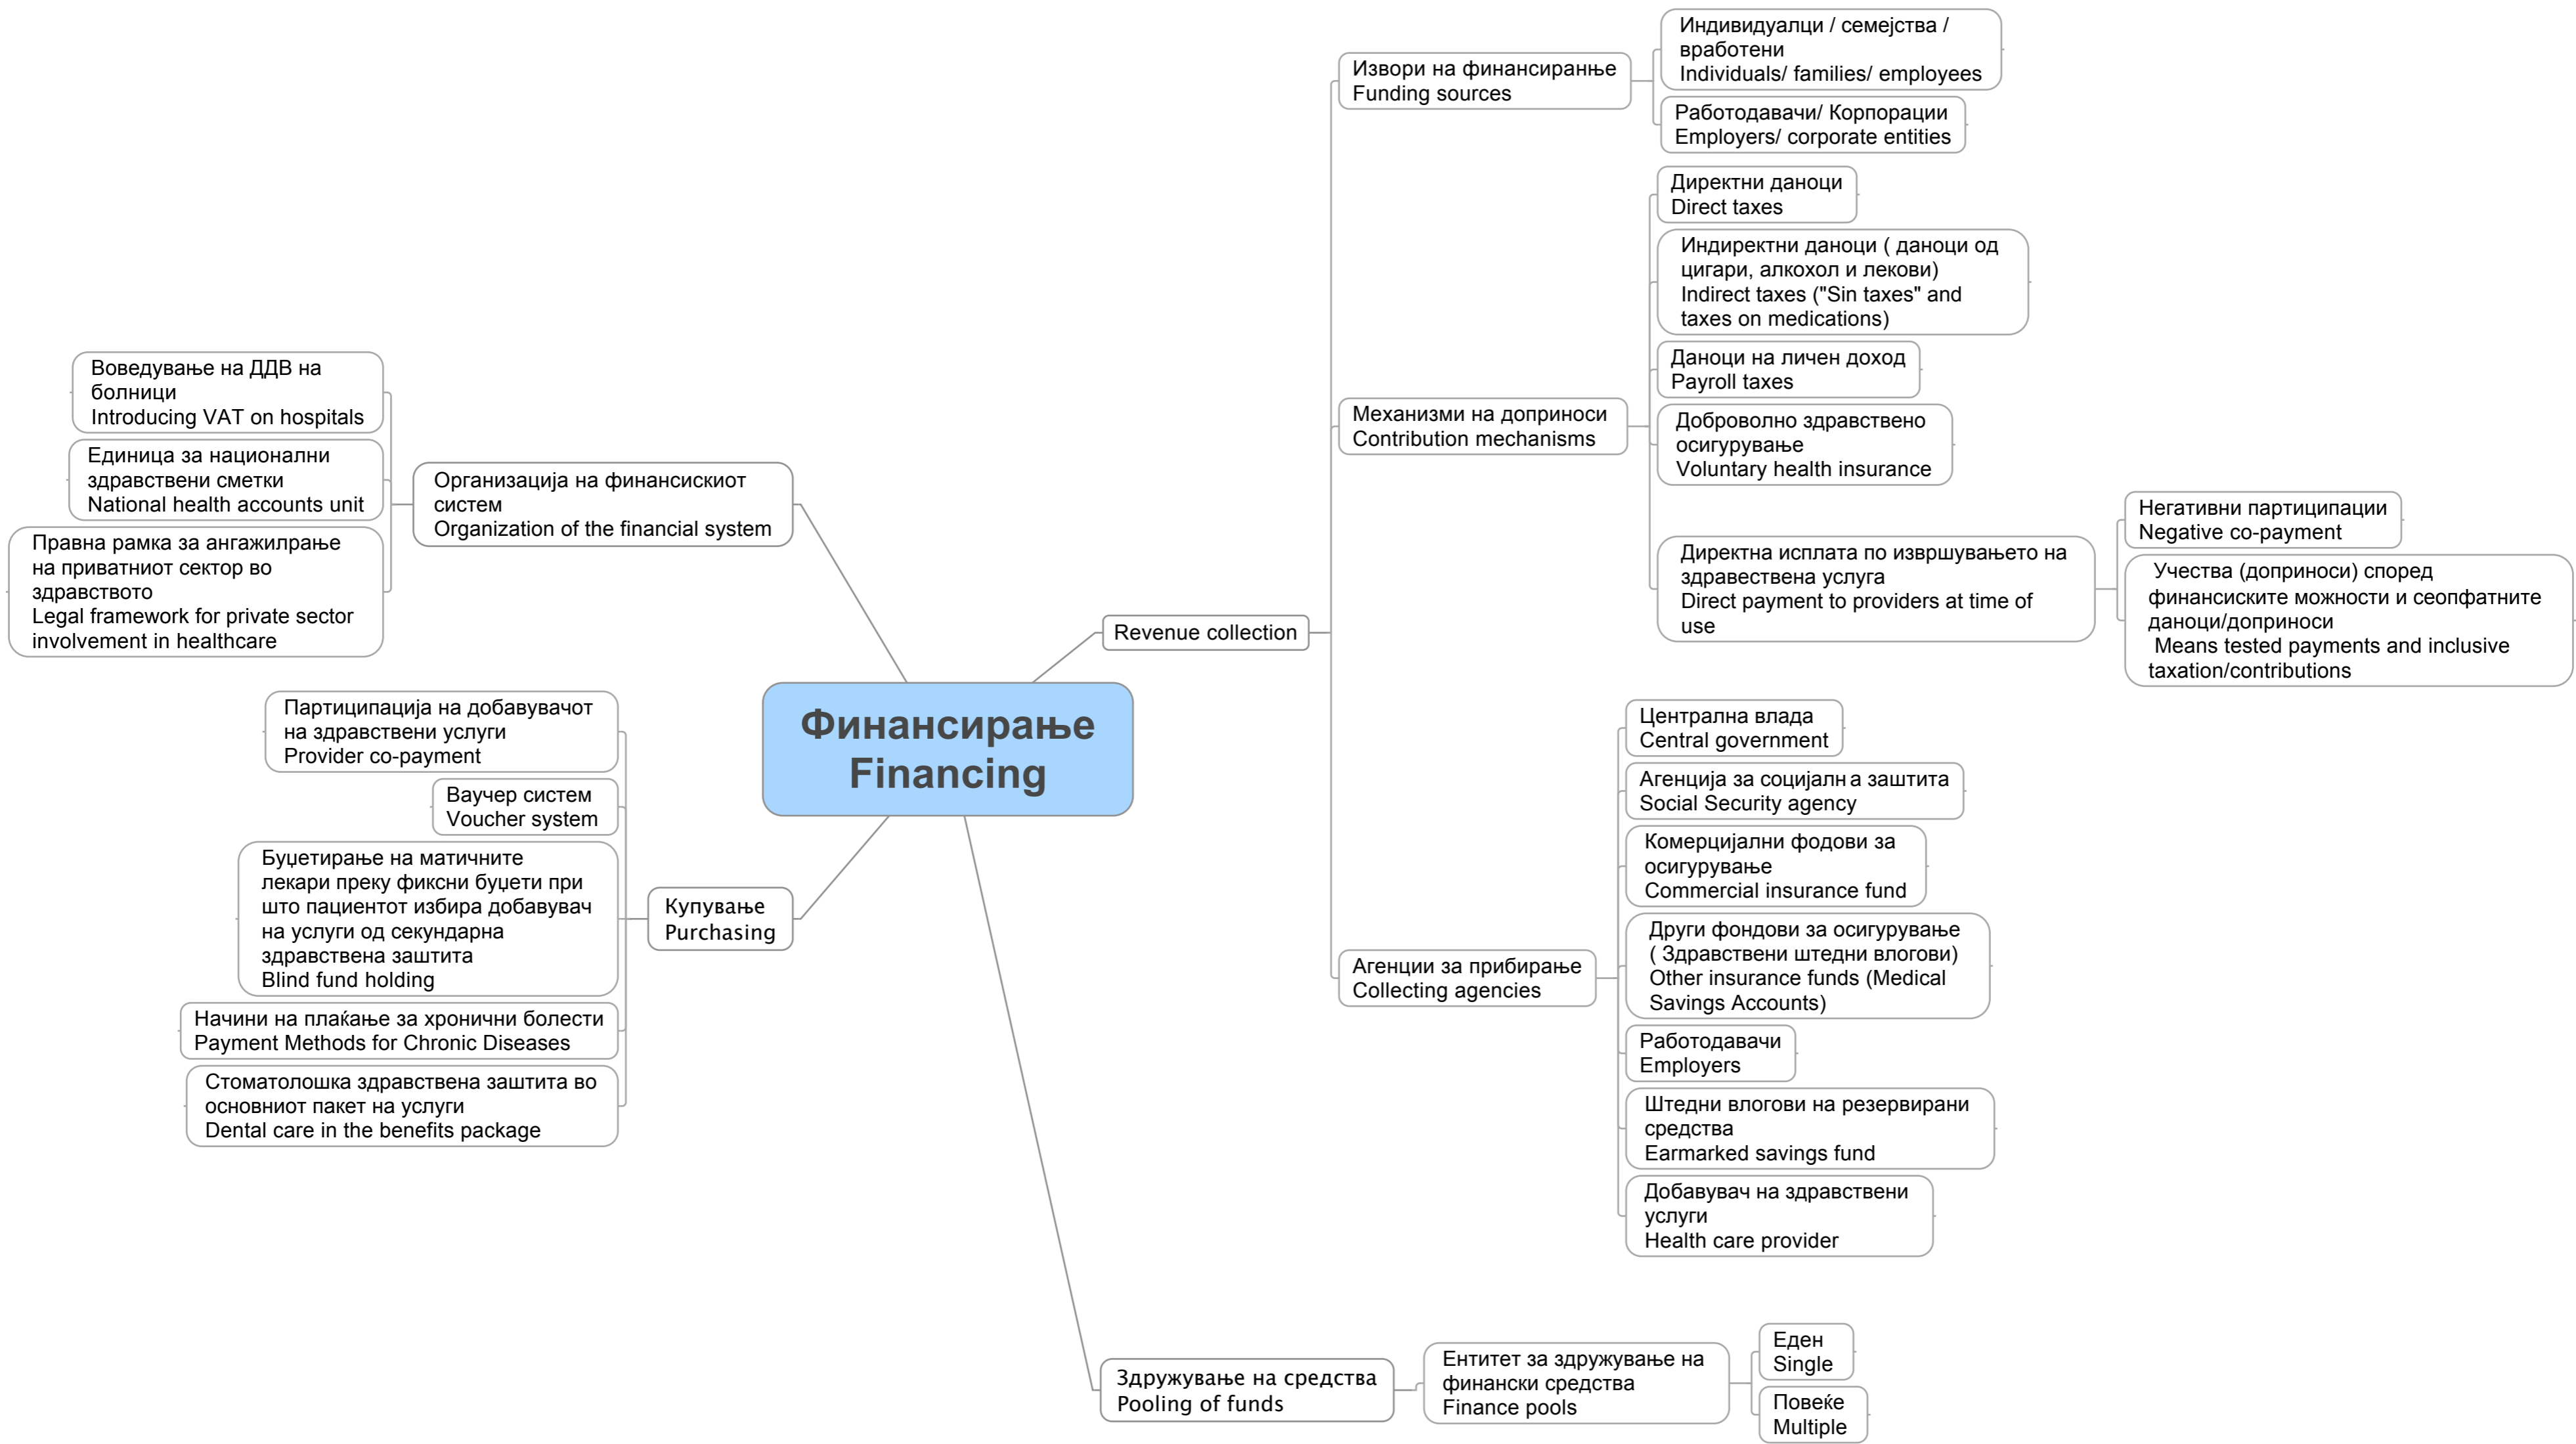 Финансирање
Financing
Revenue collection
Извори на финансирање
Funding sources
Индивидуалци / семејства /
вработени
Individuals/ families/ employees
Работодавачи/ Корпорации
Employers/ corporate entities
Механизми на доприноси
Contribution mechanisms
Директни даноци
Direct taxes
Индиректни даноци ( даноци од
цигари, алкохол и лекови)
Indirect taxes ("Sin taxes" and
taxes on medications)
Даноци на личен доход
Payroll taxes
Доброволно здравствено
осигурување
Voluntary health insurance
Директна исплата по извршувањето на
здравествена услуга
Direct payment to providers at time of
use
Негативни партиципации
Negative co-payment
Учества (доприноси) според
финансиските можности и сеопфатните
даноци/доприноси
Means tested payments and inclusive
taxation/contributions
Агенции за прибирање
Collecting agencies
Централна влада
Central government
Агенција за социјалн а заштита
Social Security agency
Комерцијални фодови за
осигурување
Commercial insurance fund
Други фондови за осигурување
( Здравствени штедни влогови)
Other insurance funds (Medical
Savings Accounts)
Работодавачи
Employers
Штедни влогови на резервирани
средства
Earmarked savings fund
Добавувач на здравствени
услуги
Health care provider
Здружување на средства
Pooling of funds
Ентитет за здружување на
финански средства
Finance pools
Еден
Single
Повеќе
Multiple
Купување
Purchasing
Партиципација на добавувачот
на здравствени услуги
Provider co-payment
Ваучер систем
Voucher system
Буџетирање на матичните
лекари преку фиксни буџети при
што пациентот избира добавувач
на услуги од секундарна
здравствена заштита
Blind fund holding
Начини на плаќање за хронични болести
Payment Methods for Chronic Diseases
Стоматолошка здравствена заштита во
основниот пакет на услуги
Dental care in the benefits package
Организација на финансискиот
систем
Organization of the financial system
Воведување на ДДВ на
болници
Introducing VAT on hospitals
Единица за национални
здравствени сметки
National health accounts unit
Правна рамка за ангажилрање
на приватниот сектор во
здравството
Legal framework for private sector
involvement in healthcare